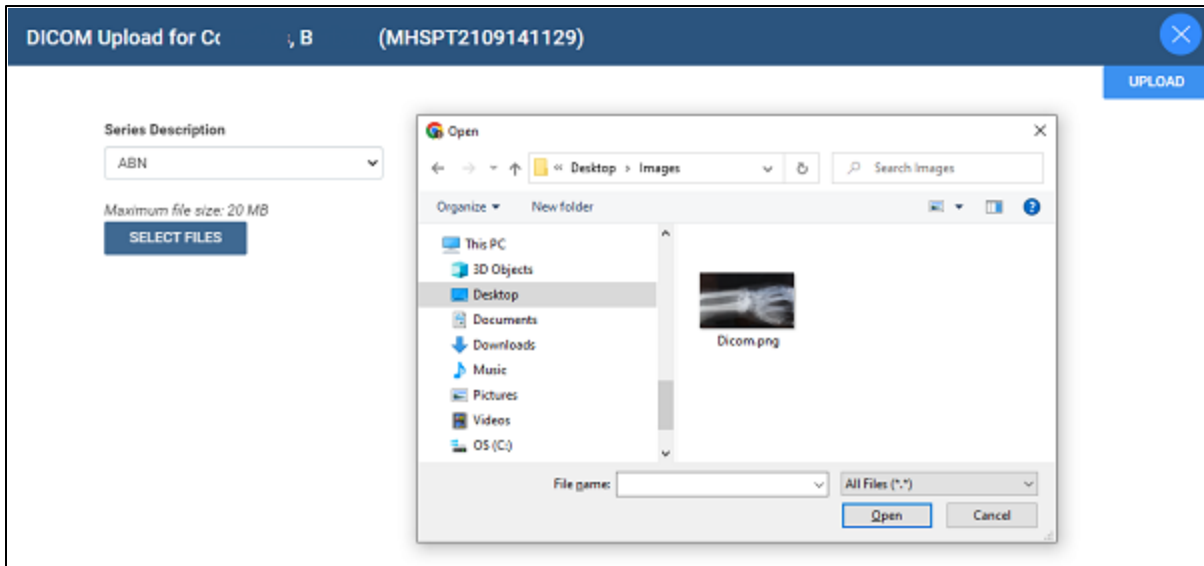 DICOM Upload for Co , B (MHSPT2109141129)
UPLOAD
Series Description
ABN
Maximum file size: 20 MB
SELECT FILES
Open
« Desktop › Images
Search Images
Organize
New folder
This PC
3D Objects
Desktop
Documents
Downloads
Music
Pictures
Videos
OS (C:)
Dicom.png
File name:
All Files (*.*)
Open
Cancel